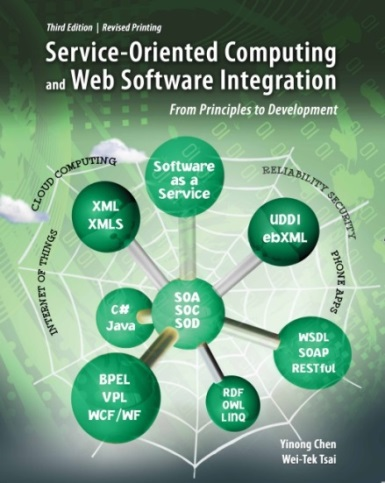 Third Edition | Revised Printing
Service-Oriented Computing
and Web Software Integration
From Principles to Development
CLOUD COMPUTING
Software
as a
Service
RELIABILITY SECURITY
XML
XMLS
UDDI
ebXML
INTERNET OF THINGS
PHONE APPS
C#
Java
SOA
SOC
SOD
WSDL
SOAP
RESTful
BPEL
VPL
WCF/WF
RDF
OWL
LINQ
Yinong Chen
Wei-Tek Tsai